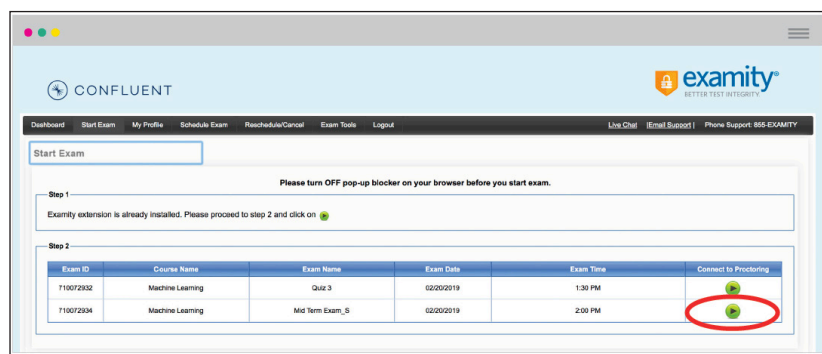 CONFLUENT
examity®
BETTER TEST INTEGRITY
Dashboard Start Exam My Profile Schedule Exam Reschedule/Cancel Exam Tools Logout Live Chat |Email Support| Phone Support: 855-EXAMITY
Start Exam
Please turn OFF pop-up blocker on your browser before you start exam.
Step 1
Examity extension is already installed. Please proceed to step 2 and click on
Step 2
Exam ID Course Name Exam Name Exam Date Exam Time Connect to Proctoring
710072932 Machine Learning Quiz 3 02/20/2019 1:30 PM
710072934 Machine Learning Mid Term Exam_S 02/20/2019 2:00 PM